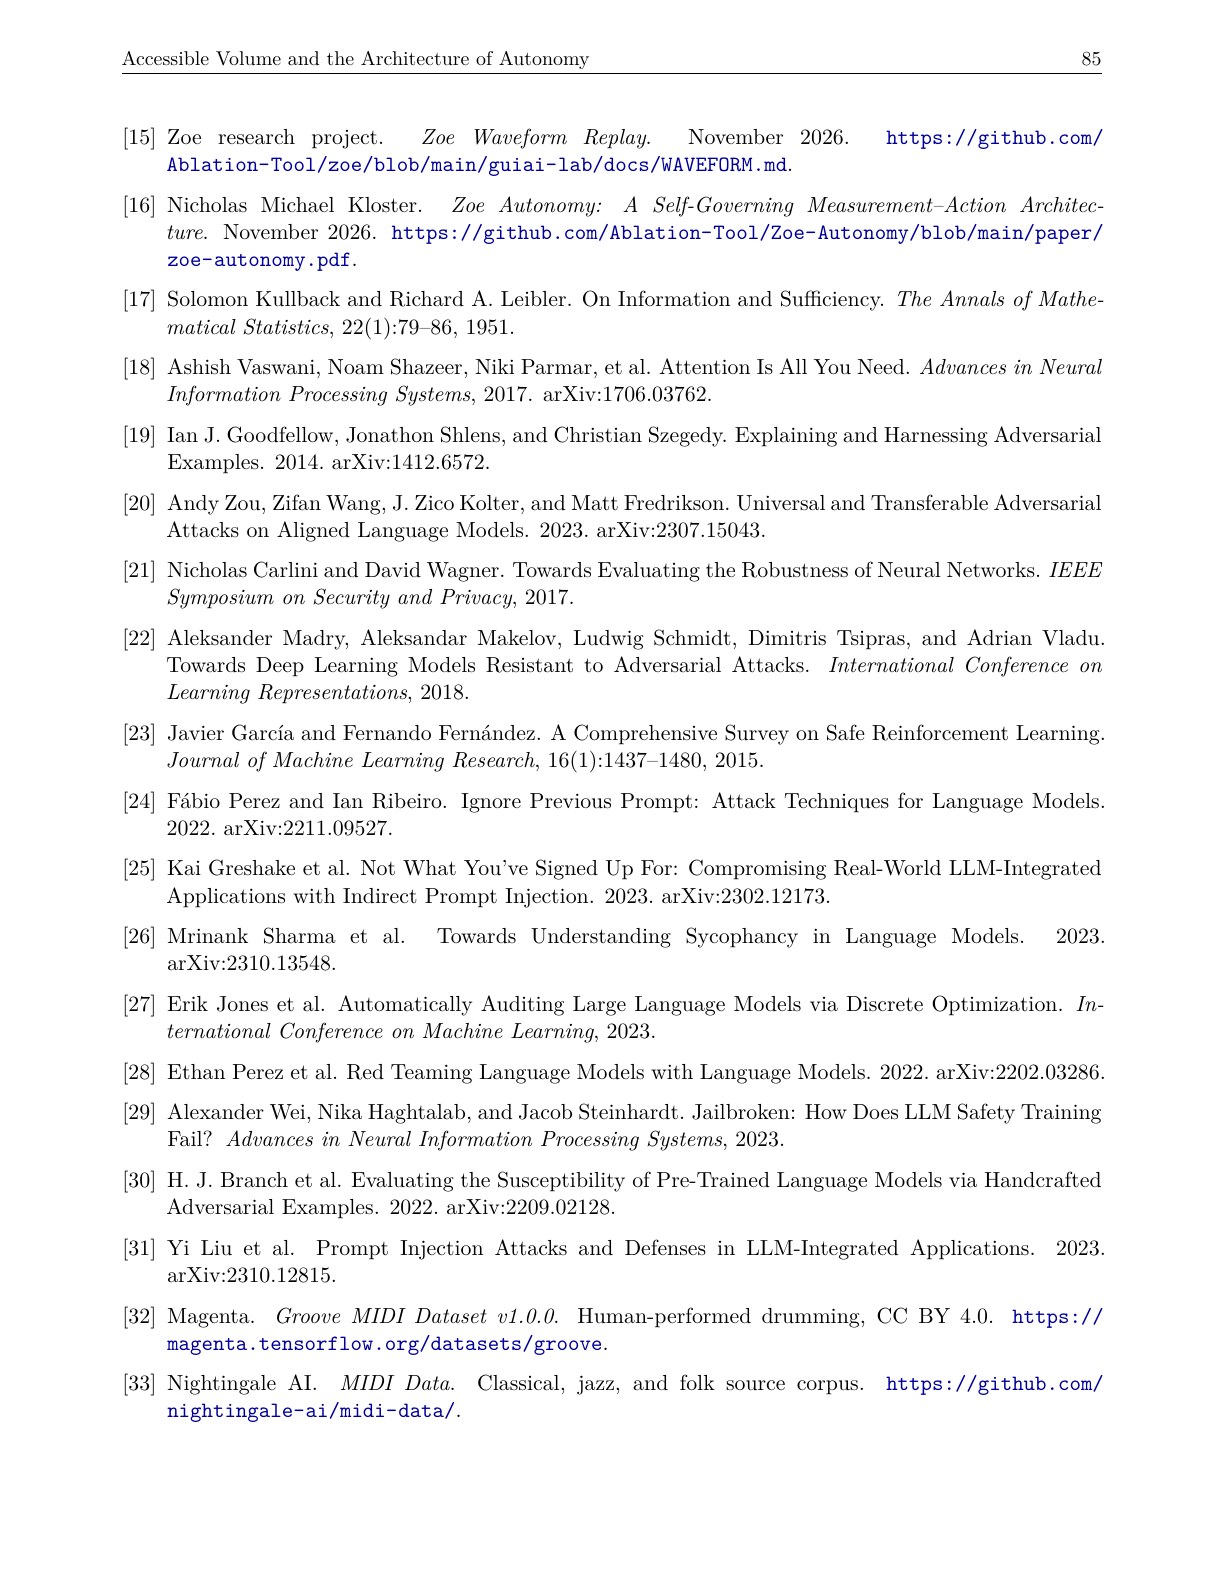 Accessible Volume and the Architecture of Autonomy 85
[15] Zoe research project. Zoe Waveform Replay. November 2026. https://github.com/
Ablation-Tool/zoe/blob/main/guiai-lab/docs/WAVEFORM.md.
[16] Nicholas Michael Kloster. Zoe Autonomy: A Self-Governing Measurement–Action Architec-
ture. November 2026. https://github.com/Ablation-Tool/Zoe-Autonomy/blob/main/paper/
zoe-autonomy.pdf.
[17] Solomon Kullback and Richard A. Leibler. On Information and Sufficiency. The Annals of Mathe-
matical Statistics, 22(1):79–86, 1951.
[18] Ashish Vaswani, Noam Shazeer, Niki Parmar, et al. Attention Is All You Need. Advances in Neural
Information Processing Systems, 2017. arXiv:1706.03762.
[19] Ian J. Goodfellow, Jonathon Shlens, and Christian Szegedy. Explaining and Harnessing Adversarial
Examples. 2014. arXiv:1412.6572.
[20] Andy Zou, Zifan Wang, J. Zico Kolter, and Matt Fredrikson. Universal and Transferable Adversarial
Attacks on Aligned Language Models. 2023. arXiv:2307.15043.
[21] Nicholas Carlini and David Wagner. Towards Evaluating the Robustness of Neural Networks. IEEE
Symposium on Security and Privacy, 2017.
[22] Aleksander Madry, Aleksandar Makelov, Ludwig Schmidt, Dimitris Tsipras, and Adrian Vladu.
Towards Deep Learning Models Resistant to Adversarial Attacks. International Conference on
Learning Representations, 2018.
[23] Javier García and Fernando Fernández. A Comprehensive Survey on Safe Reinforcement Learning.
Journal of Machine Learning Research, 16(1):1437–1480, 2015.
[24] Fábio Perez and Ian Ribeiro. Ignore Previous Prompt: Attack Techniques for Language Models.
2022. arXiv:2211.09527.
[25] Kai Greshake et al. Not What You've Signed Up For: Compromising Real-World LLM-Integrated
Applications with Indirect Prompt Injection. 2023. arXiv:2302.12173.
[26] Mrinank Sharma et al. Towards Understanding Sycophancy in Language Models. 2023.
arXiv:2310.13548.
[27] Erik Jones et al. Automatically Auditing Large Language Models via Discrete Optimization. In-
ternational Conference on Machine Learning, 2023.
[28] Ethan Perez et al. Red Teaming Language Models with Language Models. 2022. arXiv:2202.03286.
[29] Alexander Wei, Nika Haghtalab, and Jacob Steinhardt. Jailbroken: How Does LLM Safety Training
Fail? Advances in Neural Information Processing Systems, 2023.
[30] H. J. Branch et al. Evaluating the Susceptibility of Pre-Trained Language Models via Handcrafted
Adversarial Examples. 2022. arXiv:2209.02128.
[31] Yi Liu et al. Prompt Injection Attacks and Defenses in LLM-Integrated Applications. 2023.
arXiv:2310.12815.
[32] Magenta. Groove MIDI Dataset v1.0.0. Human-performed drumming, CC BY 4.0. https://
magenta.tensorflow.org/datasets/groove.
[33] Nightingale AI. MIDI Data. Classical, jazz, and folk source corpus. https://github.com/
nightingale-ai/midi-data/.